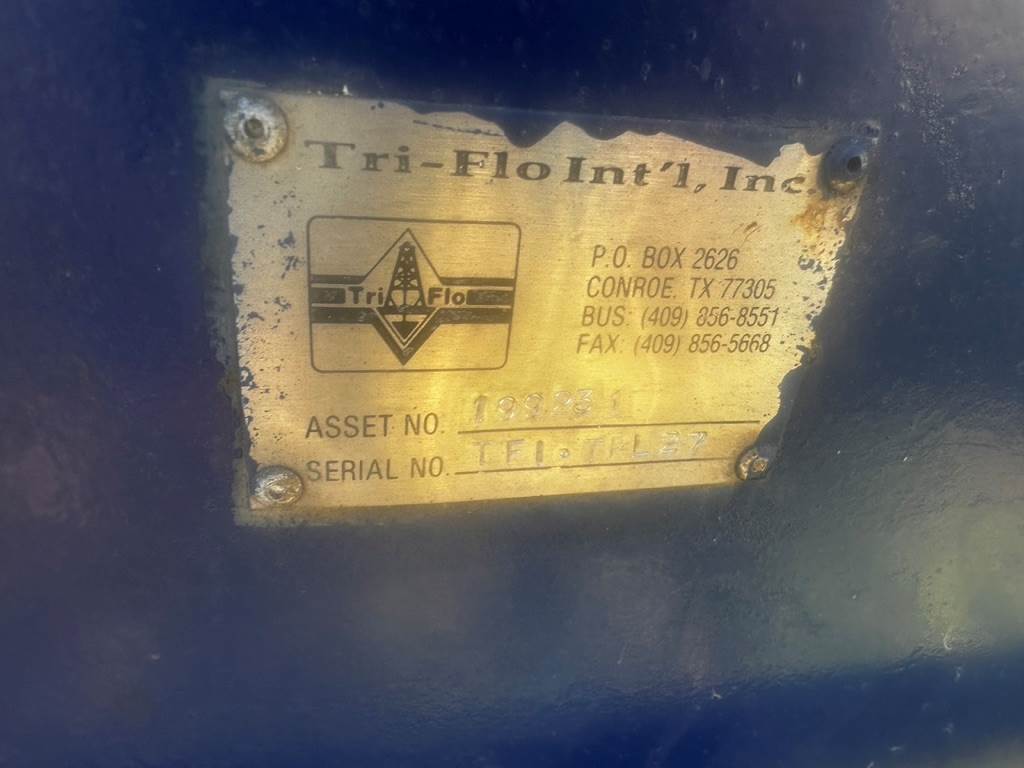 Tri-Flo Int'l, Inc.
Tri Flo
P.O. BOX 2626
CONROE, TX 77305
BUS: (409) 856-8551
FAX: (409) 856-5668
ASSET NO.
SERIAL NO.